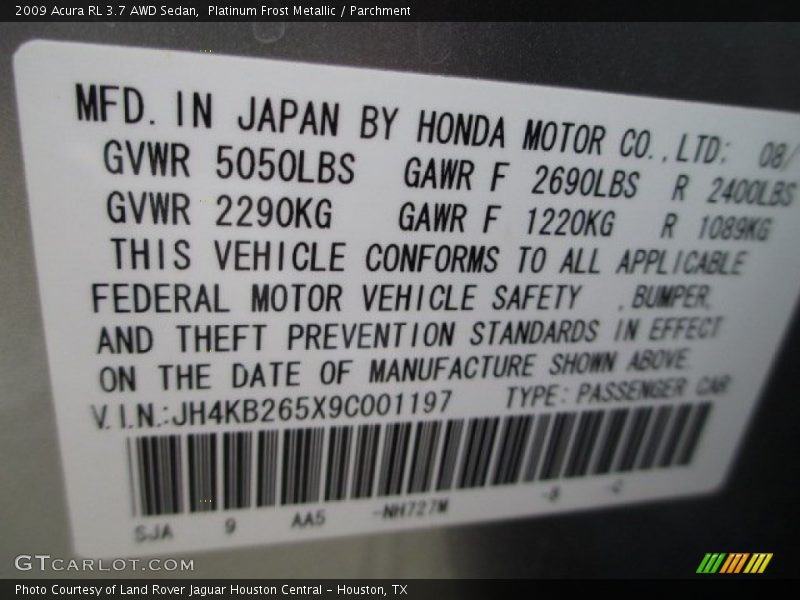 2009 Acura RL 3.7 AWD Sedan,  Platinum Frost Metallic / Parchment
MFD. IN JAPAN BY HONDA MOTOR CO.,LTD: 08/
GVWR 5050LBS GAWR F 2690LBS R 2400LBS
GVWR 2290KG GAWR F 1220KG R 1089KG
THIS VEHICLE CONFORMS TO ALL APPLICABLE
FEDERAL MOTOR VEHICLE SAFETY ,BUMPER,
AND THEFT PREVENTION STANDARDS IN EFFECT
ON THE DATE OF MANUFACTURE SHOWN ABOVE.
V.I.N.:JH4KB265X9C001197 TYPE: PASSENGER CAR
SJA 9 AA5 -NH727M -8 -C
GTCARLOT.COM
Photo Courtesy of Land Rover Jaguar Houston Central - Houston, TX